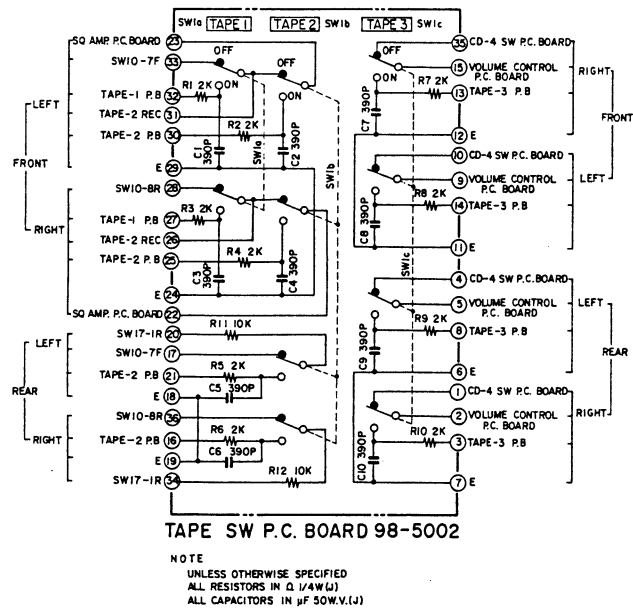 SW1a TAPE 1 TAPE 2 SW1b TAPE 3 SW1c
SQ AMP. P.C. BOARD 23
SW10-7F 33
TAPE-1 P.B 32
TAPE-2 REC 31
TAPE-2 P.B 30
E 29
SW10-8R 28
TAPE-1 P.B 27
TAPE-2 REC 26
TAPE-2 P.B 25
E 24
SQ AMP. P.C. BOARD 22
SW17-1R 20
SW10-7F 17
TAPE-2 P.B 21
E 18
SW10-8R 36
TAPE-2 P.B 16
E 19
SW17-1R 34
LEFT
FRONT
RIGHT
LEFT
REAR
RIGHT
OFF
OFF
ON
ON
R1 2K
R2 2K
C1 390P
C2 390P
SW1a
SW1b
R3 2K
R4 2K
C3 390P
C4 390P
R11 10K
R5 2K
C5 390P
R6 2K
C6 390P
R12 10K
OFF
ON
R7 2K
C7 390P
R8 2K
C8 390P
SW1c
R9 2K
C9 390P
R10 2K
C10 390P
35 CD-4 SW P.C. BOARD
15 VOLUME CONTROL
P.C. BOARD
13 TAPE-3 P.B
12 E
10 CD-4 SW P.C. BOARD
9 VOLUME CONTROL
P.C. BOARD
14 TAPE-3 P.B
11 E
4 CD-4 SW P.C. BOARD
5 VOLUME CONTROL
P.C. BOARD
8 TAPE-3 P.B
6 E
1 CD-4 SW P.C. BOARD
2 VOLUME CONTROL
P.C. BOARD
3 TAPE-3 P.B
7 E
RIGHT
FRONT
LEFT
LEFT
REAR
RIGHT
TAPE SW P.C. BOARD 98-5002
NOTE
UNLESS OTHERWISE SPECIFIED
ALL RESISTORS IN Ω 1/4W(J)
ALL CAPACITORS IN µF 50W.V.(J)